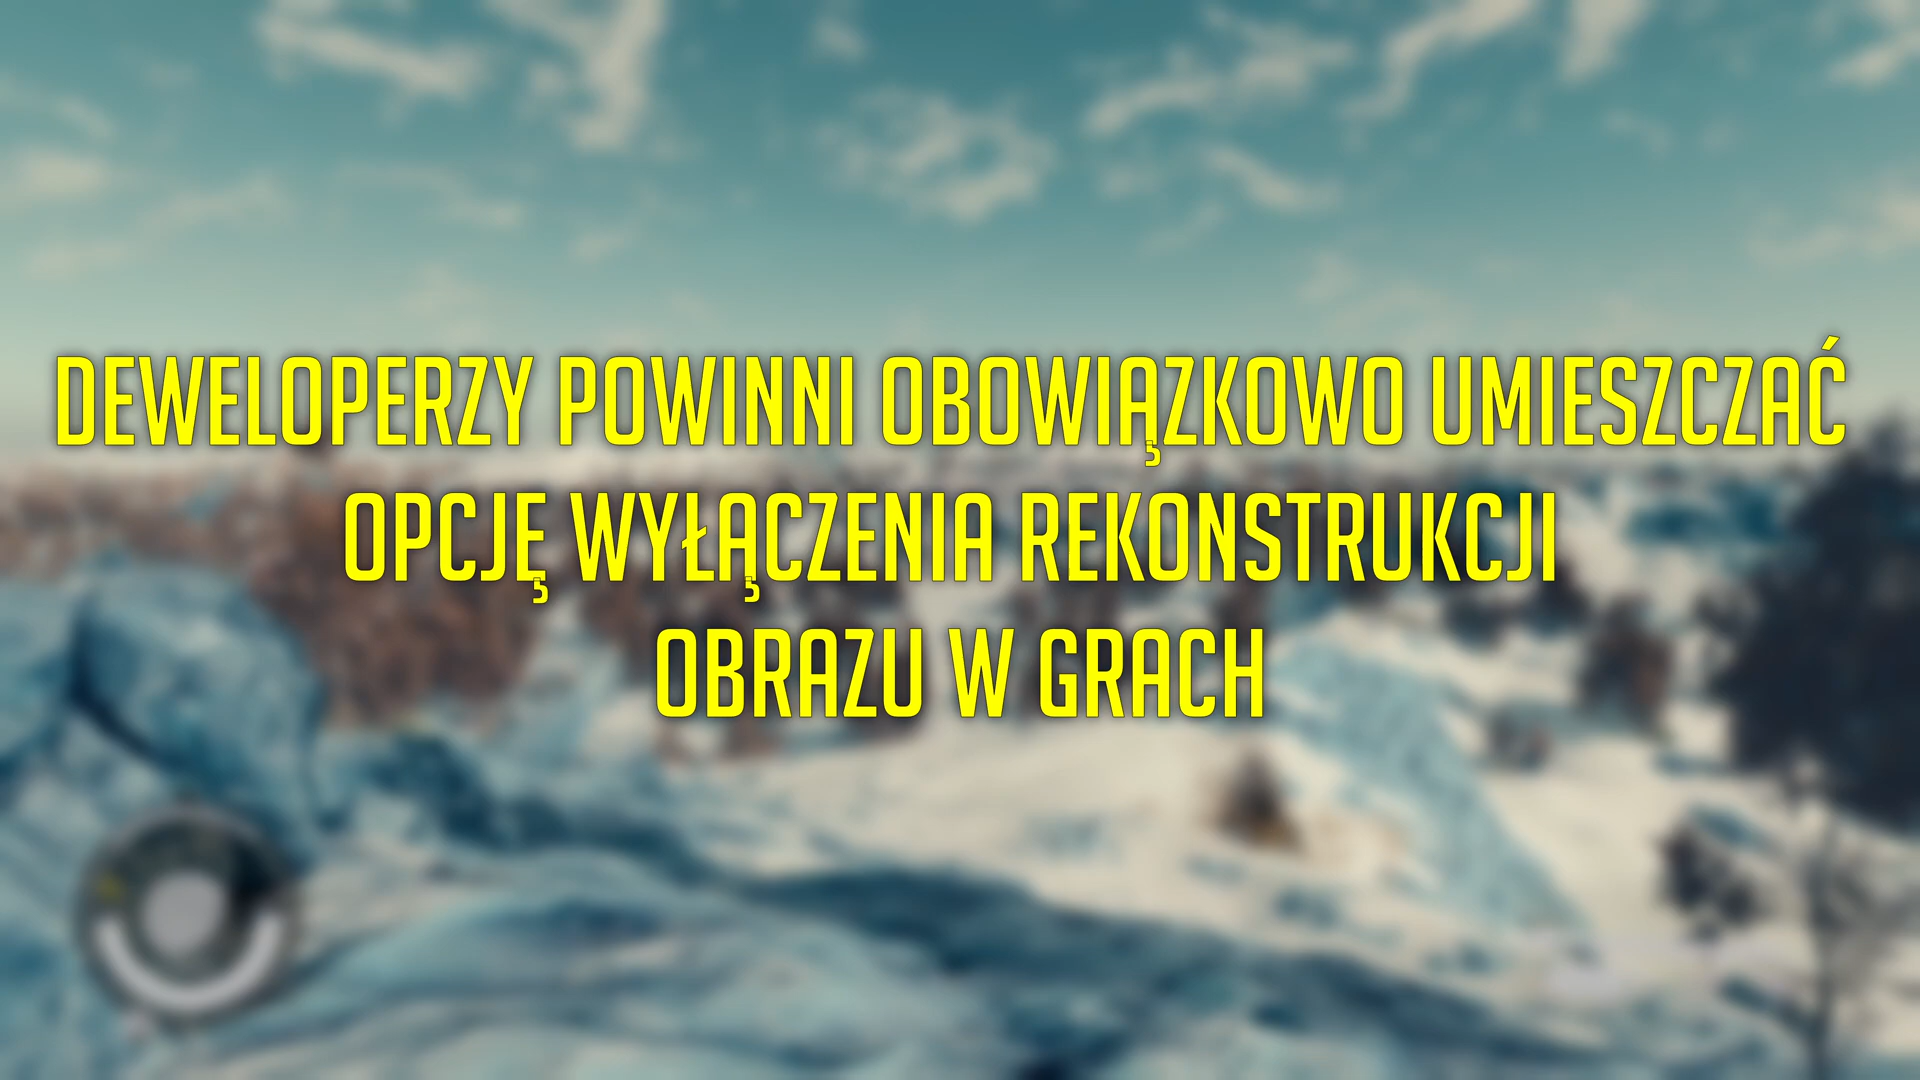 DEWELOPERZY POWINNI OBOWIĄZKOWO UMIESZCZAĆ
OPCJĘ WYŁĄCZENIA REKONSTRUKCJI
OBRAZU W GRACH